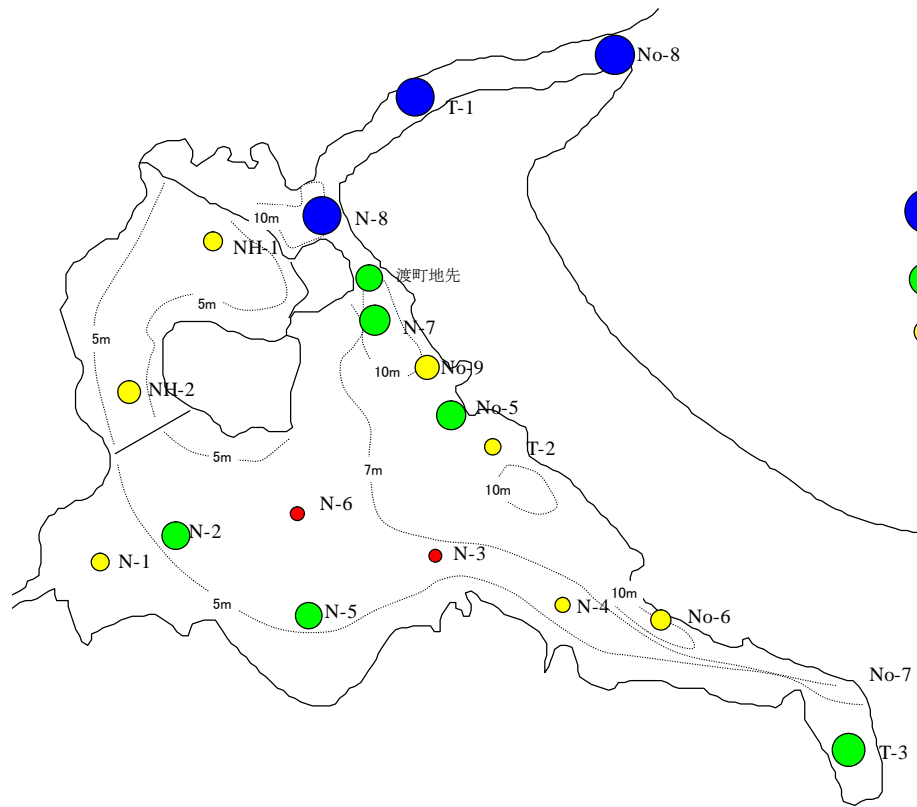 No-8
T-1
10m
N-8
NH-1
渡町地先
5m
N-7
5m
10m
No-9
NH-2
No-5
5m
7m
T-2
10m
N-6
N-2
N-3
N-1
10m
5m
N-5
N-4
No-6
No-7
T-3